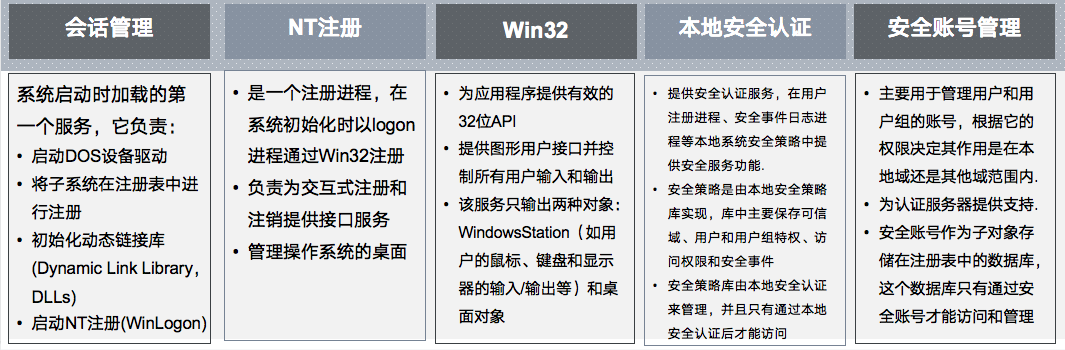 会话管理
系统启动时加载的第
一个服务，它负责：
• 启动DOS设备驱动
• 将子系统在注册表中进
行注册
• 初始化动态链接库
(Dynamic Link Library，
DLLs)
• 启动NT注册(WinLogon)
NT注册
• 是一个注册进程，在
系统初始化时以logon
进程通过Win32注册
• 负责为交互式注册和
注销提供接口服务
• 管理操作系统的桌面
Win32
• 为应用程序提供有效的
32位API
• 提供图形用户接口并控
制所有用户输入和输出
• 该服务只输出两种对象：
WindowsStation（如用
户的鼠标、键盘和显示
器的输入/输出等）和桌
面对象
本地安全认证
• 提供安全认证服务，在用户
注册进程、安全事件日志进
程等本地系统安全策略中提
供安全服务功能.
• 安全策略是由本地安全策略
库实现，库中主要保存可信
域、用户和用户组特权、访
问权限和安全事件
• 安全策略库由本地安全认证
来管理，并且只有通过本地
安全认证后才能访问
安全账号管理
• 主要用于管理用户和用
户组的账号，根据它的
权限决定其作用是在本
地域还是其他域范围内.
• 为认证服务器提供支持.
• 安全账号作为子对象存
储在注册表中的数据库，
这个数据库只有通过安
全账号才能访问和管理